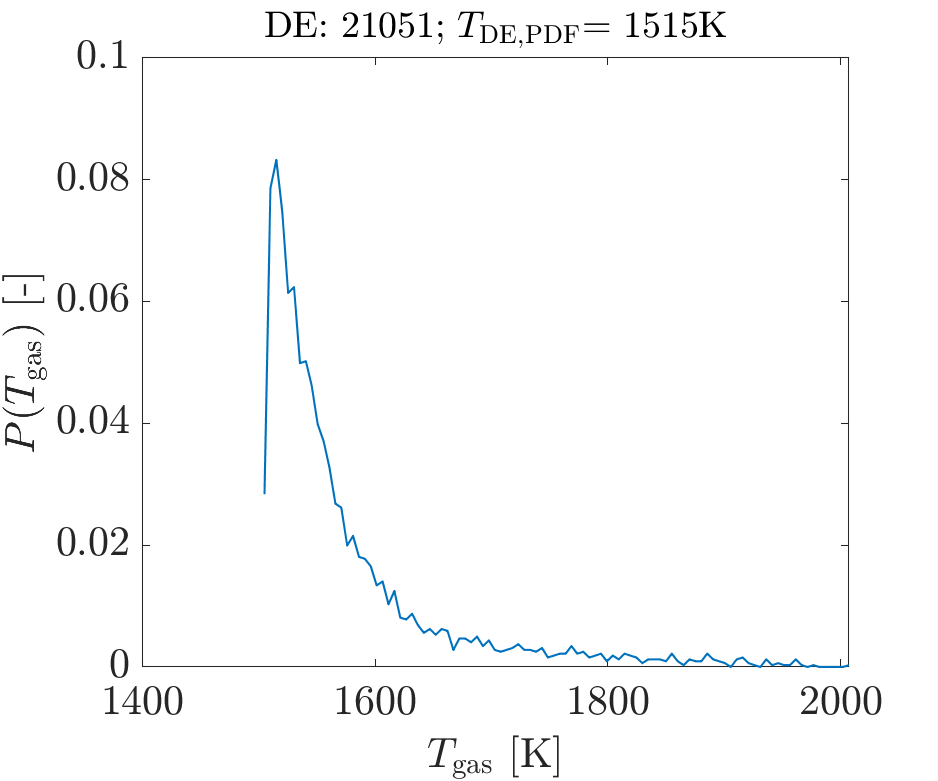 DE: 21051; T_DE,PDF= 1515K
0.1
0.08
0.06
0.04
0.02
0
P(T_gas) [-]
1400 1600 1800 2000
T_gas [K]